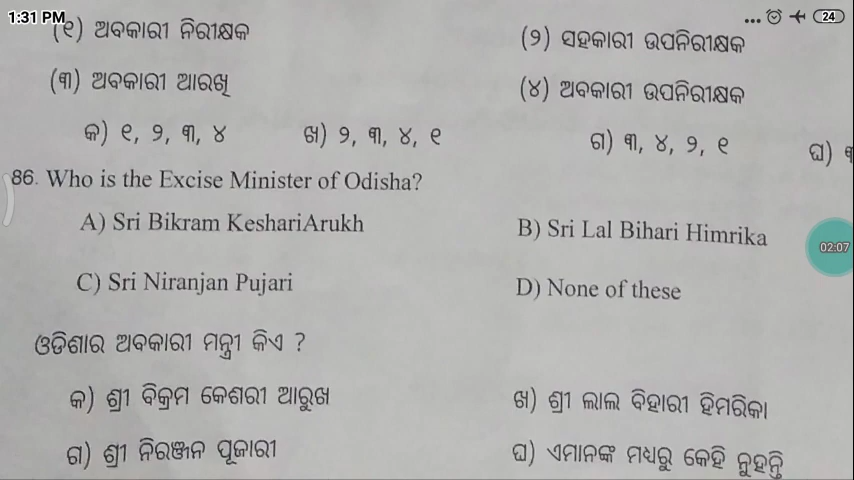 1:31 PM ... 24
(୧) ଅବକାରୀ ନିରୀକ୍ଷକ (୨) ସହକାରୀ ଉପନିରୀକ୍ଷକ
(୩) ଅବକାରୀ ଆରଖି (୪) ଅବକାରୀ ଉପନିରୀକ୍ଷକ
କ) ୧, ୨, ୩, ୪ ଖ) ୨, ୩, ୪, ୧ ଗ) ୩, ୪, ୨, ୧ ଘ)
86. Who is the Excise Minister of Odisha?
A) Sri Bikram KeshariArukh B) Sri Lal Bihari Himrika
02:07
C) Sri Niranjan Pujari D) None of these
ଓଡିଶାର ଅବକାରୀ ମନ୍ତ୍ରୀ କିଏ ?
କ) ଶ୍ରୀ ବିକ୍ରମ କେଶରୀ ଆରୁଖ ଖ) ଶ୍ରୀ ଲାଲ ବିହାରୀ ହିମରିକା
ଗ) ଶ୍ରୀ ନିରଞ୍ଜନ ପୂଜାରୀ ଘ) ଏମାନଙ୍କ ମଧ୍ୟରୁ କେହି ନୁହନ୍ତି